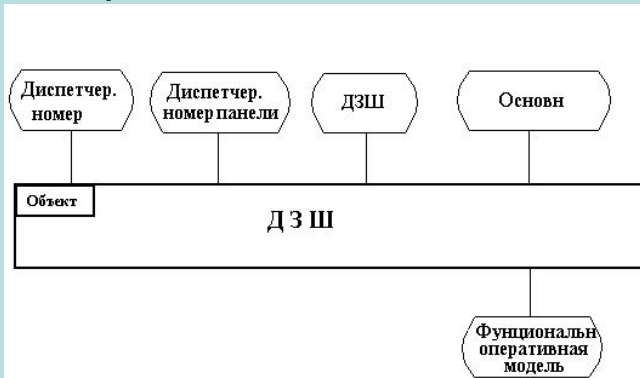 Диспетчер.
номер
Диспетчер.
номер панели
ДЗШ
Основн
Объект
Д З Ш
Фунциональн
оперативная
модель